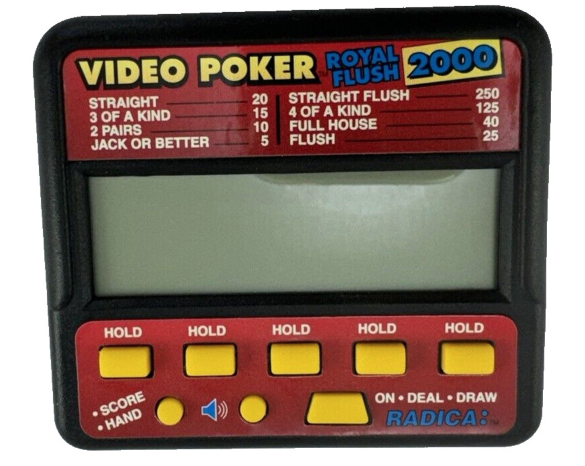 VIDEO POKER™ ROYAL FLUSH 2000
STRAIGHT 20
3 OF A KIND 15
2 PAIRS 10
JACK OR BETTER 5
STRAIGHT FLUSH 250
4 OF A KIND 125
FULL HOUSE 40
FLUSH 25
HOLD HOLD HOLD HOLD HOLD
• SCORE
• HAND
ON • DEAL • DRAW
RADICA:™